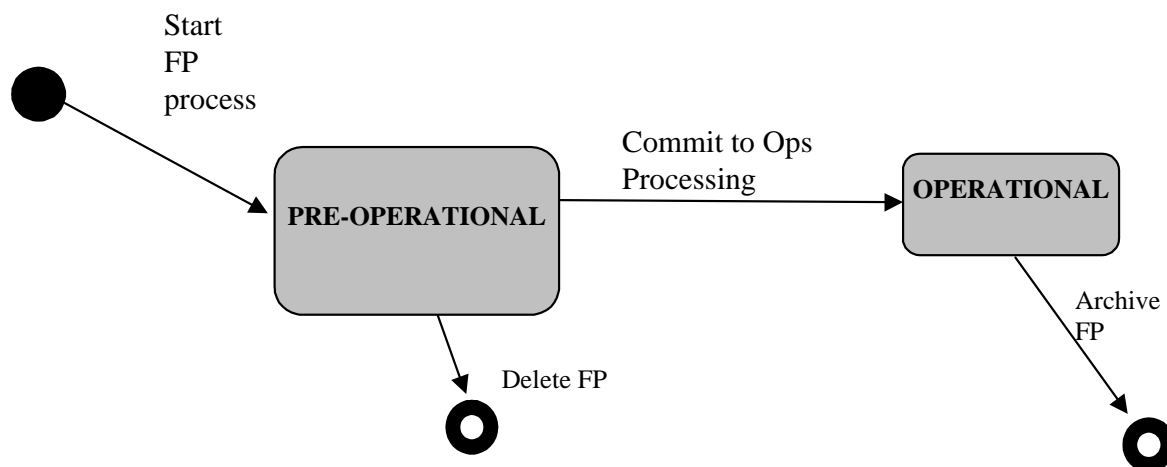 Start
FP
process
Commit to Ops
Processing
PRE-OPERATIONAL
OPERATIONAL
Archive
FP
Delete FP